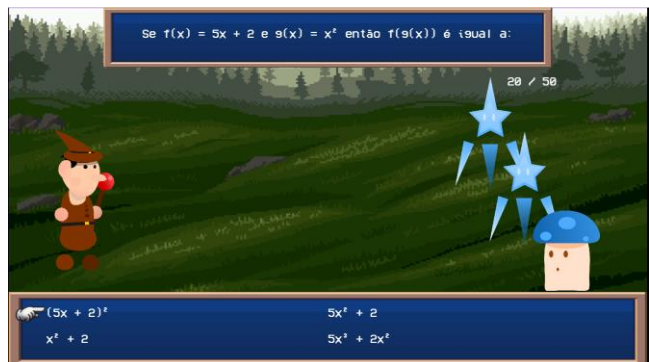 Se f(x) = 5x + 2 e g(x) = x² então f(g(x)) é igual a:
20 / 50
(5x + 2)² 5x² + 2
x² + 2 5x³ + 2x²